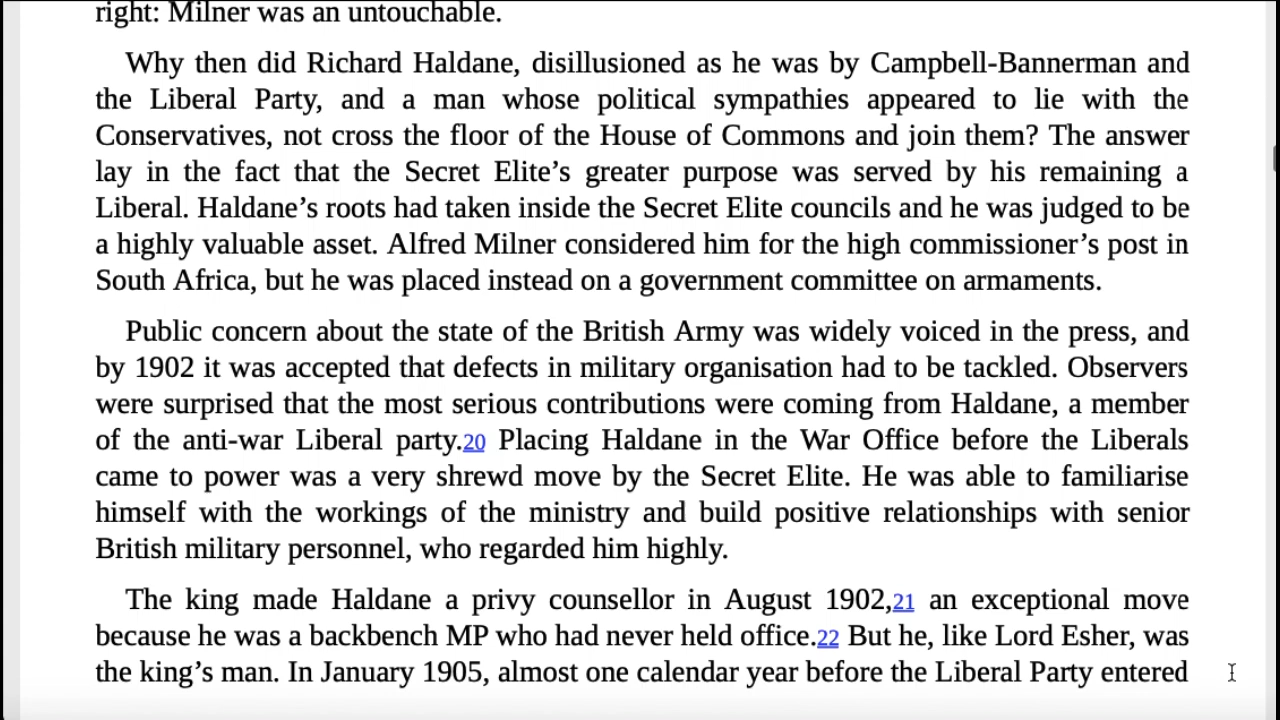 right: Milner was an untouchable.
Why then did Richard Haldane, disillusioned as he was by Campbell-Bannerman and
the Liberal Party, and a man whose political sympathies appeared to lie with the
Conservatives, not cross the floor of the House of Commons and join them? The answer
lay in the fact that the Secret Elite’s greater purpose was served by his remaining a
Liberal. Haldane’s roots had taken inside the Secret Elite councils and he was judged to be
a highly valuable asset. Alfred Milner considered him for the high commissioner’s post in
South Africa, but he was placed instead on a government committee on armaments.
Public concern about the state of the British Army was widely voiced in the press, and
by 1902 it was accepted that defects in military organisation had to be tackled. Observers
were surprised that the most serious contributions were coming from Haldane, a member
of the anti-war Liberal party.20 Placing Haldane in the War Office before the Liberals
came to power was a very shrewd move by the Secret Elite. He was able to familiarise
himself with the workings of the ministry and build positive relationships with senior
British military personnel, who regarded him highly.
The king made Haldane a privy counsellor in August 1902,21 an exceptional move
because he was a backbench MP who had never held office.22 But he, like Lord Esher, was
the king’s man. In January 1905, almost one calendar year before the Liberal Party entered